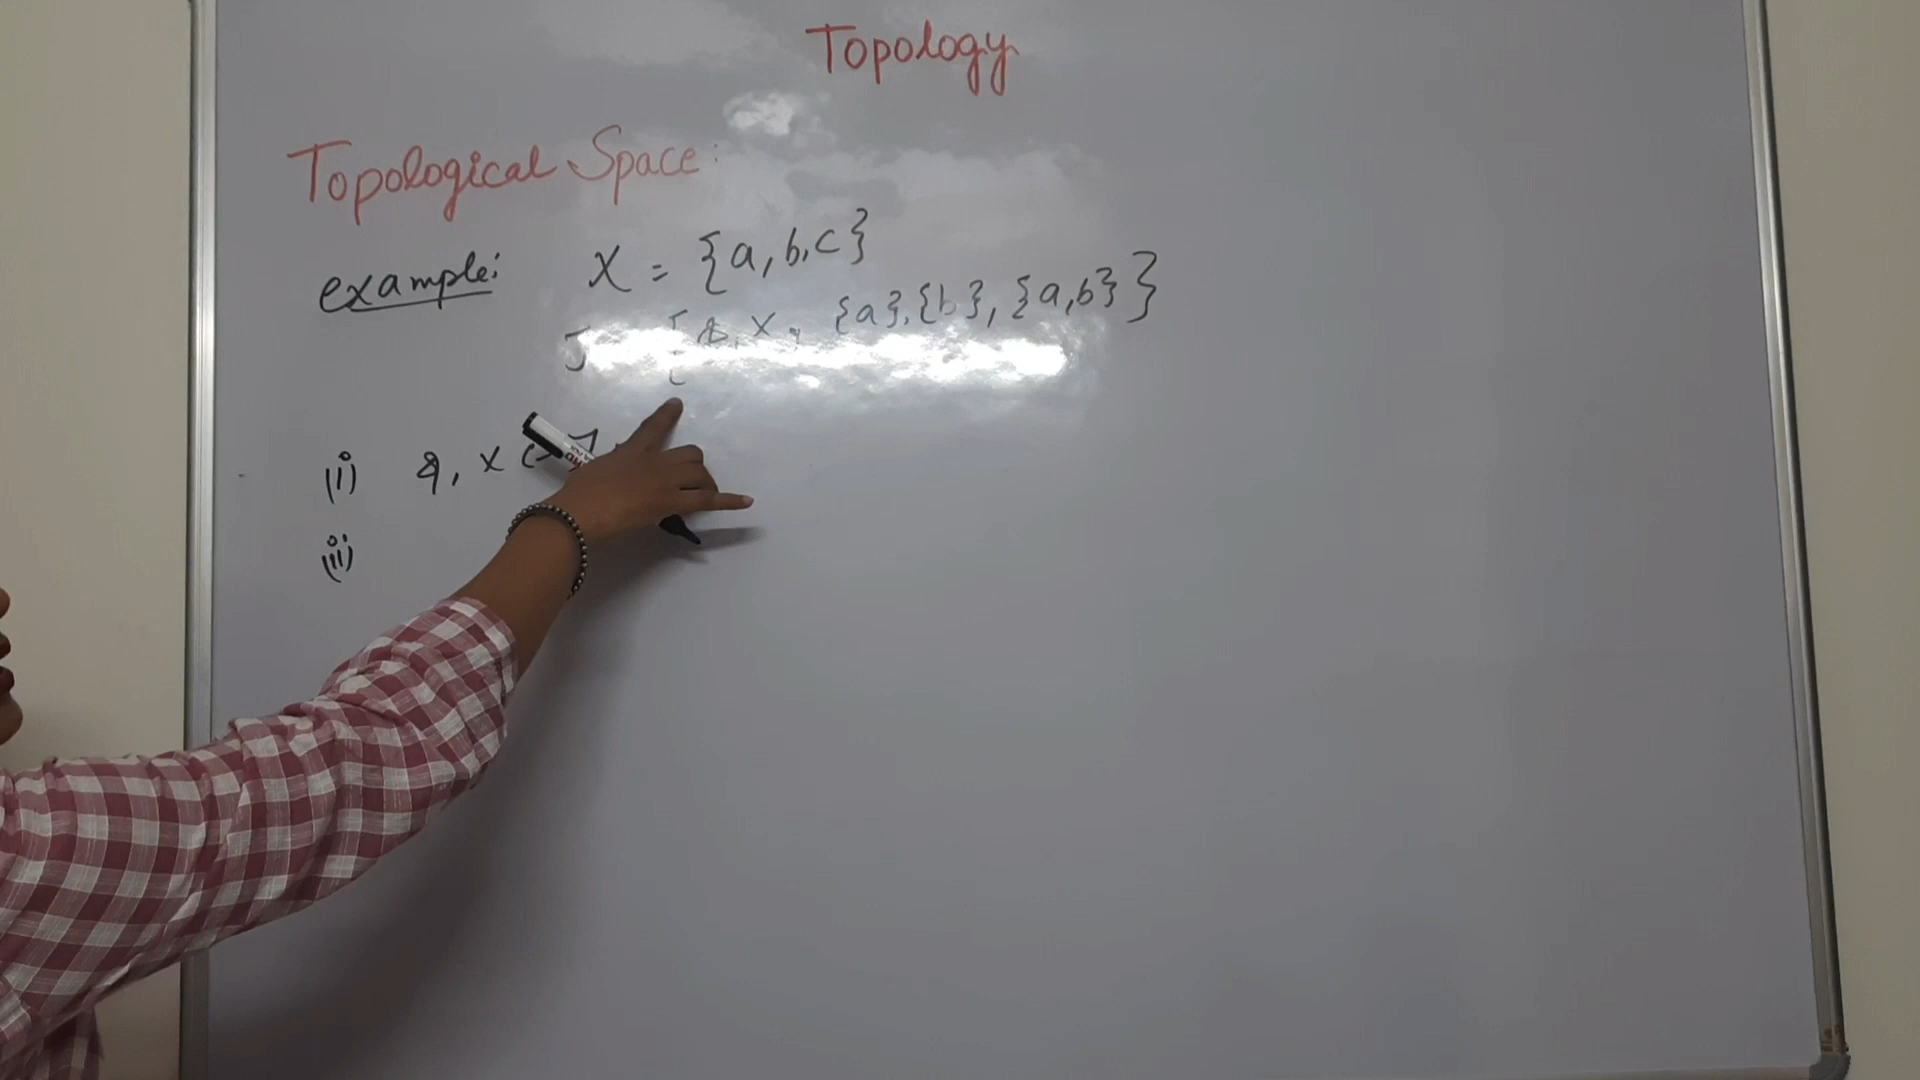 Topology
Topological Space:
example: X = {a, b, c}
J {φ, X, {a}, {b}, {a, b}}
(i) φ, X ∈ J
(ii)